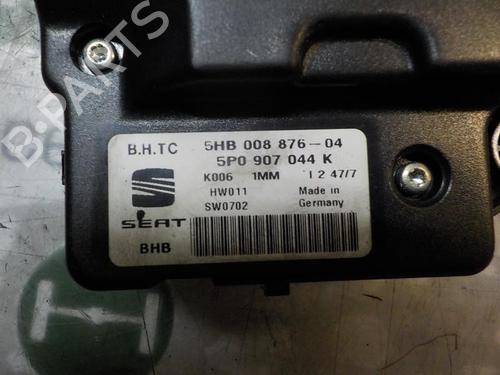 B-PARTS
B.H.TC 5HB 008 876-04
5P0 907 044 K
K006 1MM 1 2 47/7
HW011 Made in
SW0702 Germany
SEAT
BHB